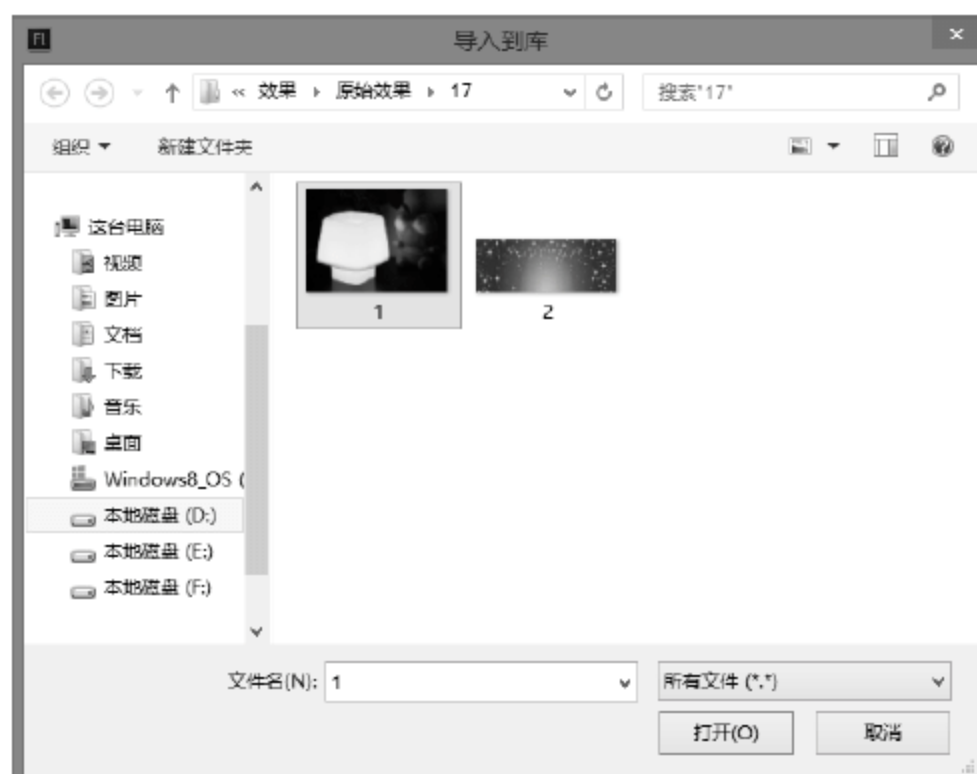 Fl 导入到库
« 效果 › 原始效果 › 17 搜索"17"
组织 新建文件夹
这台电脑
视频
图片
文档
下载
音乐
桌面
Windows8_OS (
本地磁盘 (D:)
本地磁盘 (E:)
本地磁盘 (F:)
1 2
文件名(N): 1 所有文件 (*.*)
打开(O) 取消